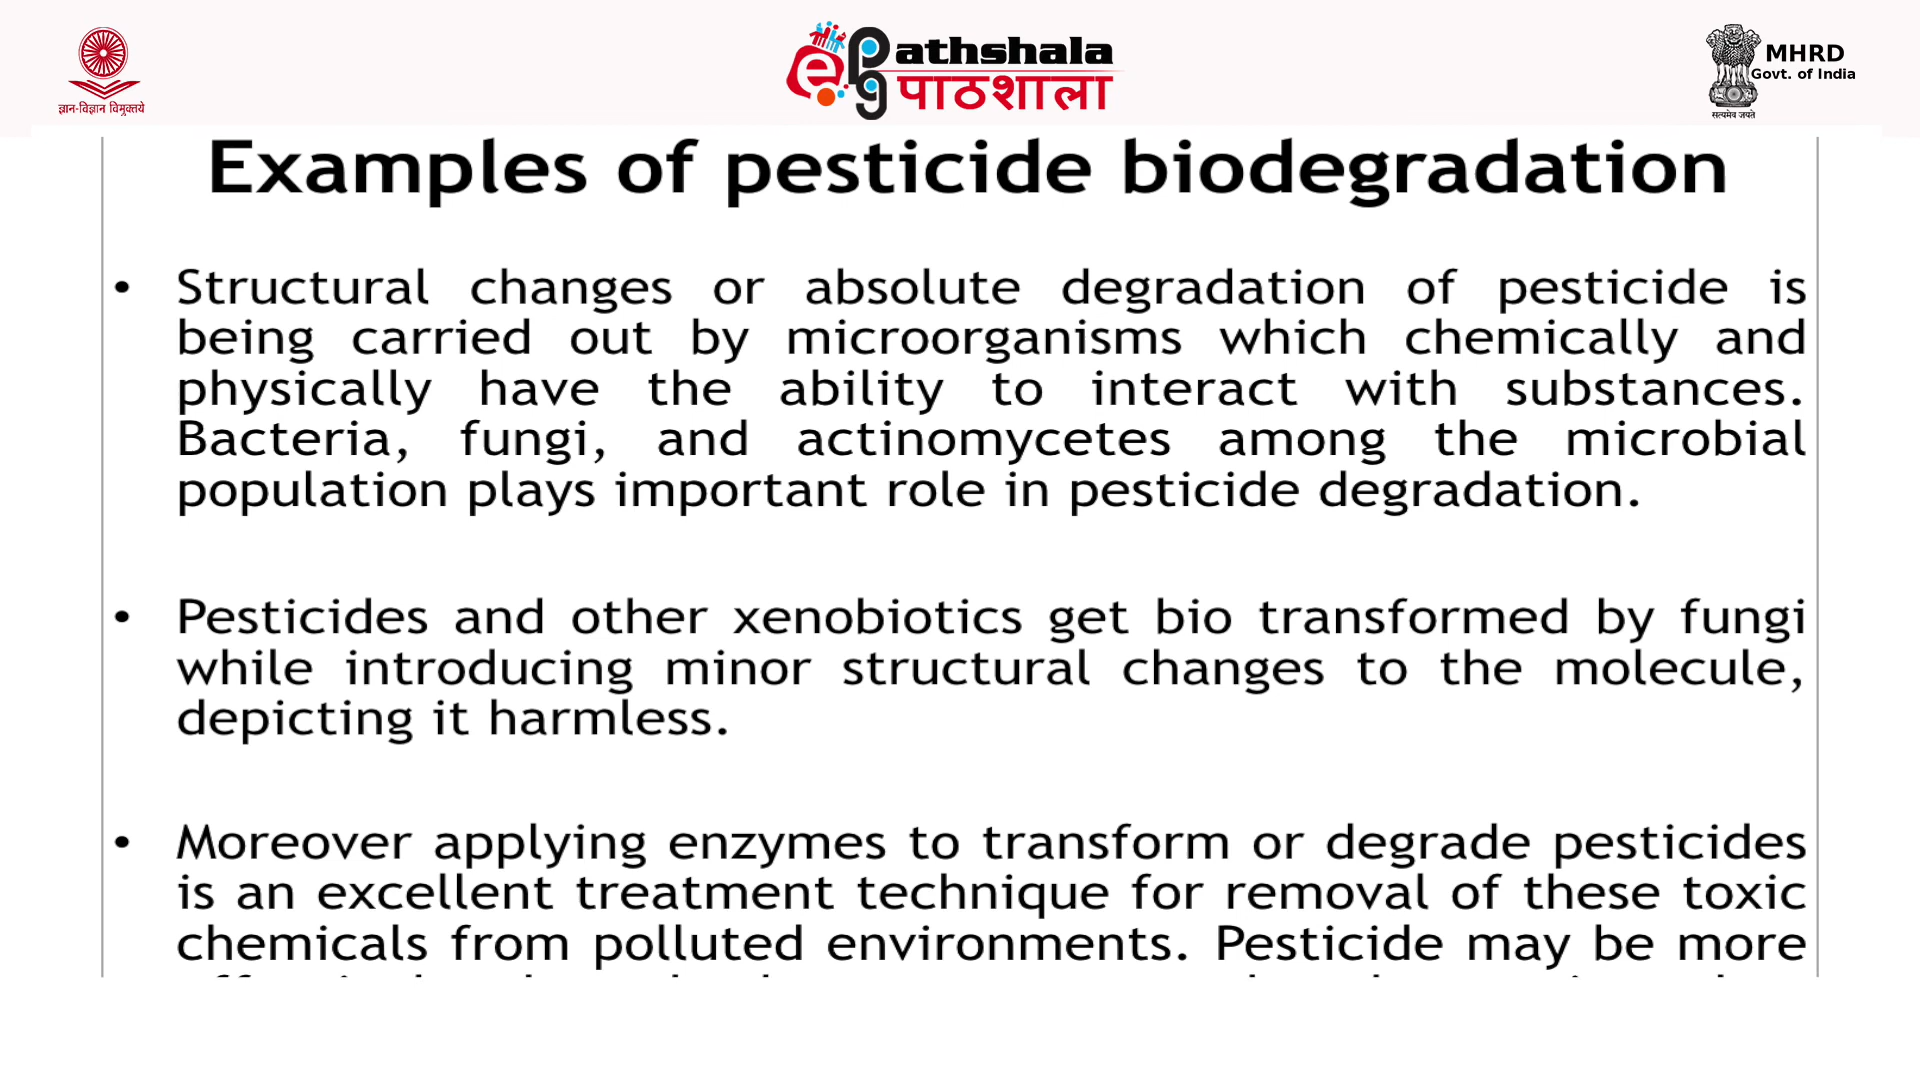 ज्ञान-विज्ञान विमुक्तये
e
Pathshala
पाठशाला
MHRD
Govt. of India
सत्यमेव जयते
Examples of pesticide biodegradation
• Structural changes or absolute degradation of pesticide is
being carried out by microorganisms which chemically and
physically have the ability to interact with substances.
Bacteria, fungi, and actinomycetes among the microbial
population plays important role in pesticide degradation.
• Pesticides and other xenobiotics get bio transformed by fungi
while introducing minor structural changes to the molecule,
depicting it harmless.
• Moreover applying enzymes to transform or degrade pesticides
is an excellent treatment technique for removal of these toxic
chemicals from polluted environments. Pesticide may be more